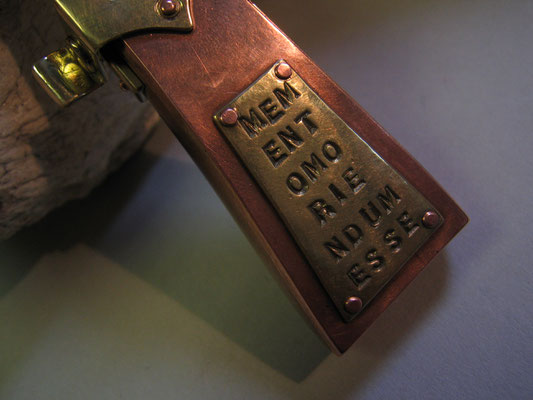 MEM
ENT
OMO
RIE
NDUM
ESSE